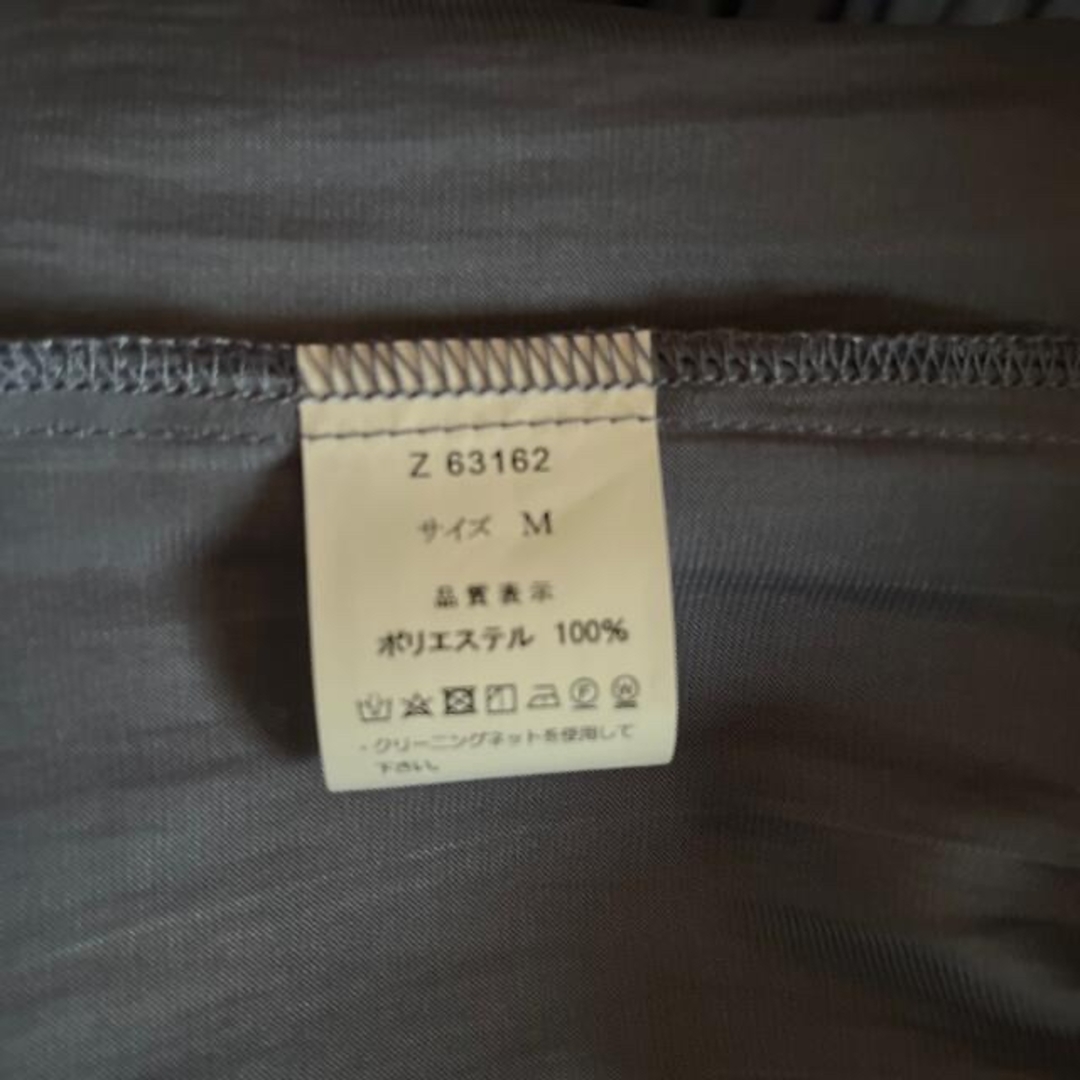 Z 63162
サイズ M
品質表示
ポリエステル 100%
F W
・クリーニングネットを使用して
下さい。